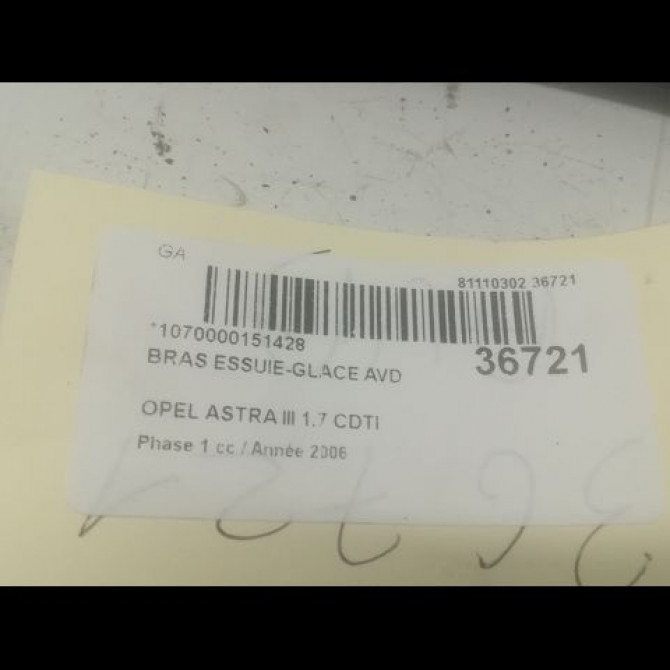 GA
81110302 36721
*1070000151428
36721
BRAS ESSUIE-GLACE AVD
OPEL ASTRA III 1.7 CDTI
Phase 1 cc / Année 2006